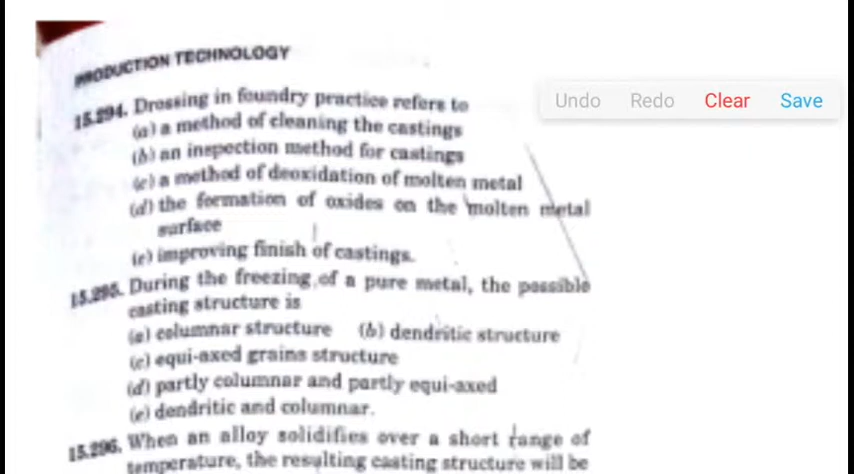 PRODUCTION TECHNOLOGY
15.294. Drossing in foundry practice refers to
(a) a method of cleaning the castings
(b) an inspection method for castings
(c) a method of deoxidation of molten metal
(d) the formation of oxides on the molten metal
surface
(e) improving finish of castings.
15.295. During the freezing of a pure metal, the possible
casting structure is
(a) columnar structure (b) dendritic structure
(c) equi-axed grains structure
(d) partly columnar and partly equi-axed
(e) dendritic and columnar.
15.296. When an alloy solidifies over a short range of
temperature, the resulting casting structure will be
Undo Redo Clear Save